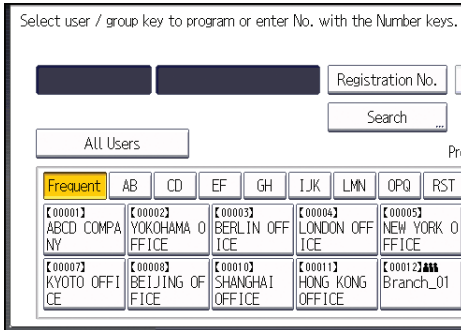 Select user / group key to program or enter No. with the Number keys.
Registration No.
Search ...
All Users
Pr
Frequent AB CD EF GH IJK LMN OPQ RST
【00001】 【00002】 【00003】 【00004】 【00005】
ABCD COMPA YOKOHAMA O BERLIN OFF LONDON OFF NEW YORK O
NY FFICE ICE ICE FFICE
【00007】 【00008】 【00010】 【00011】 【00012】
KYOTO OFFI BEIJING OF SHANGHAI HONG KONG Branch_01
CE FICE OFFICE OFFICE